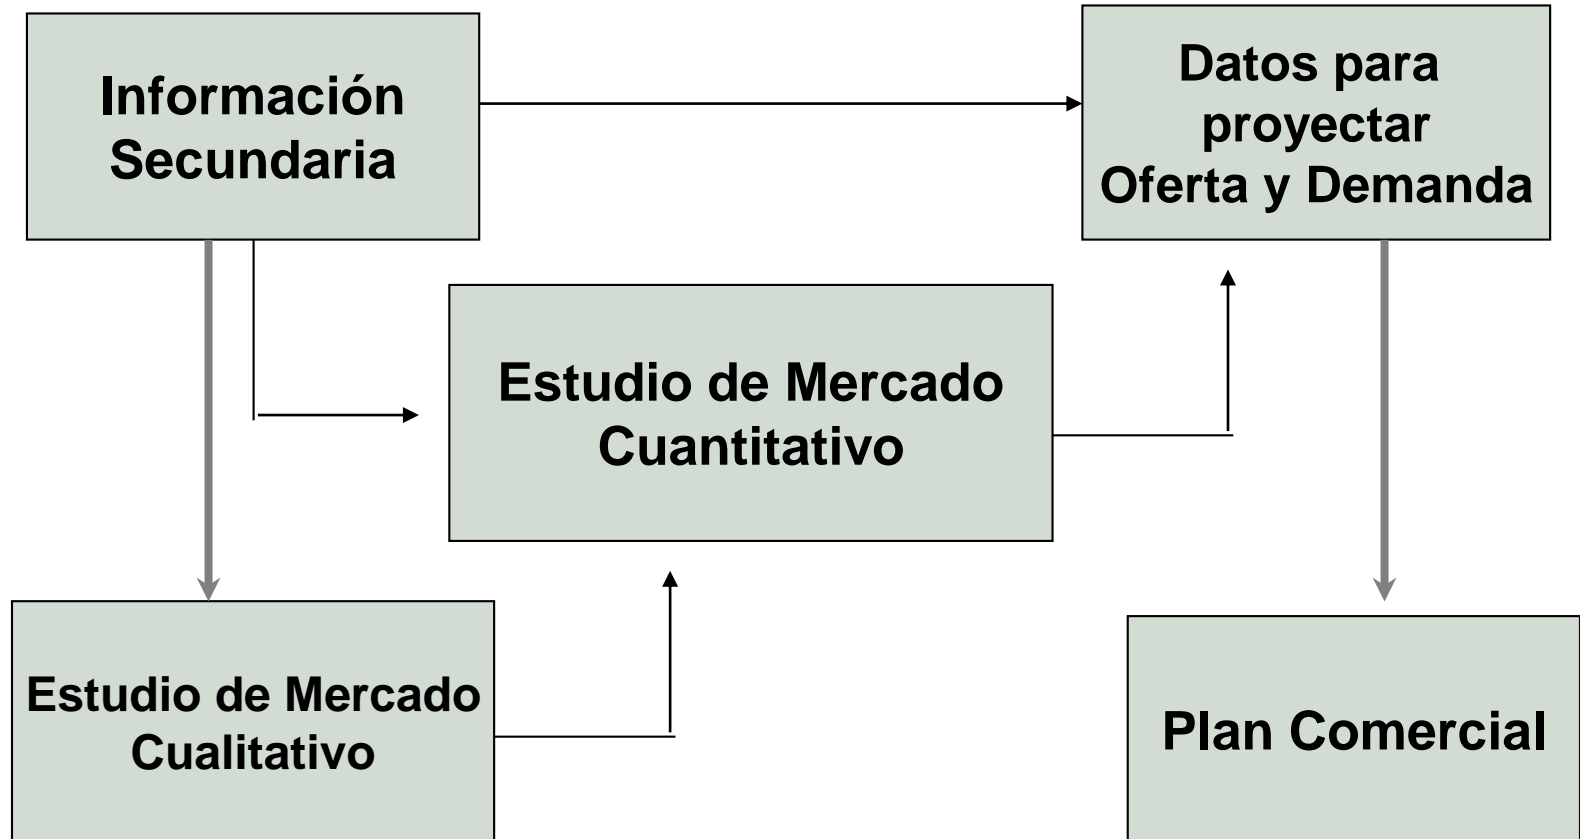 Información
Secundaria
Datos para
proyectar
Oferta y Demanda
Estudio de Mercado
Cuantitativo
Estudio de Mercado
Cualitativo
Plan Comercial